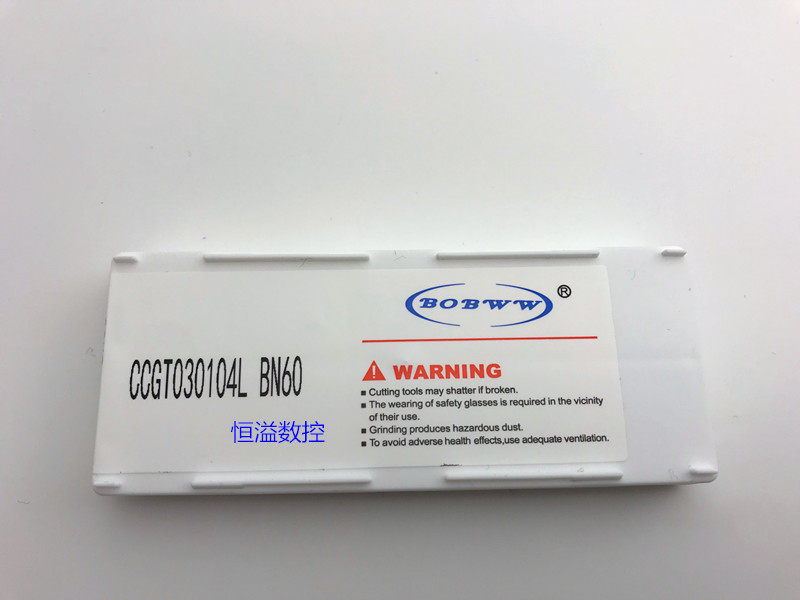 BOBWW ®
CCGT030104L BN60
恒溢数控
WARNING
■ Cutting tools may shatter if broken.
■ The wearing of safety glasses is required in the vicinity
of their use.
■ Grinding produces hazardous dust.
■ To avoid adverse health effects,use adequate ventilation.